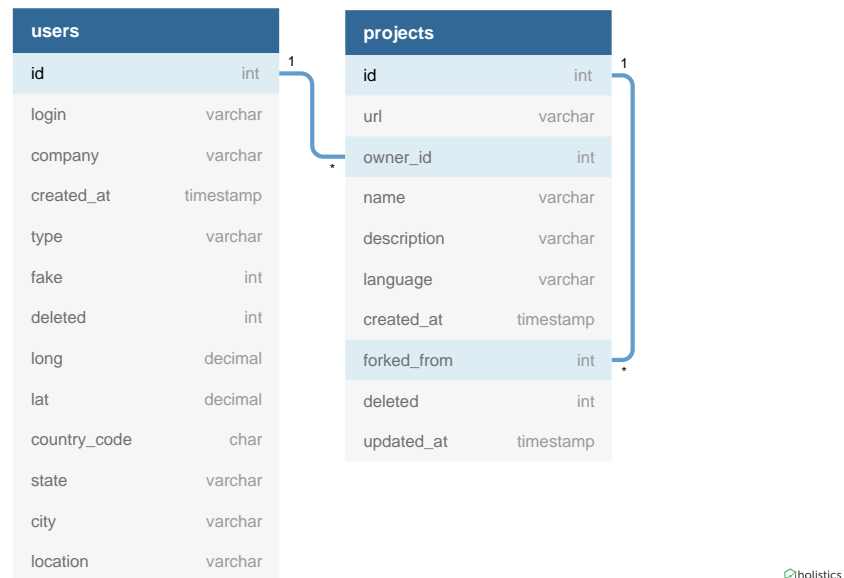 users
id int
login varchar
company varchar
created_at timestamp
type varchar
fake int
deleted int
long decimal
lat decimal
country_code char
state varchar
city varchar
location varchar
1
*
projects
id int
url varchar
owner_id int
name varchar
description varchar
language varchar
created_at timestamp
forked_from int
deleted int
updated_at timestamp
1
*
holistics